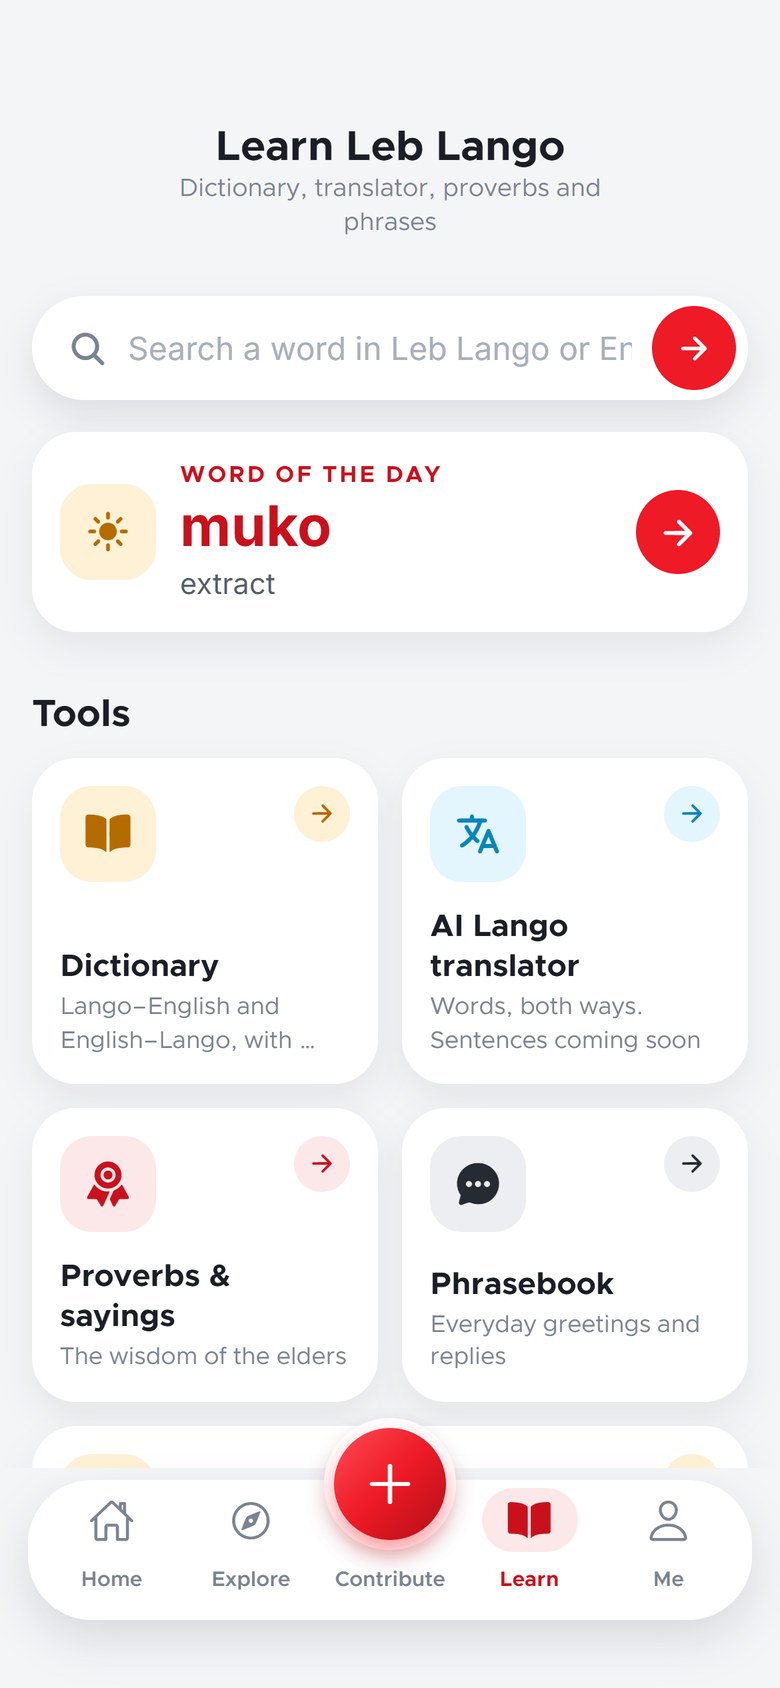 Learn Leb Lango
Dictionary, translator, proverbs and
phrases
Search a word in Leb Lango or En
WORD OF THE DAY
muko
extract
Tools
Dictionary
Lango–English and
English–Lango, with ...
AI Lango
translator
Words, both ways.
Sentences coming soon
Proverbs &
sayings
The wisdom of the elders
Phrasebook
Everyday greetings and
replies
Home
Explore
Contribute
Learn
Me